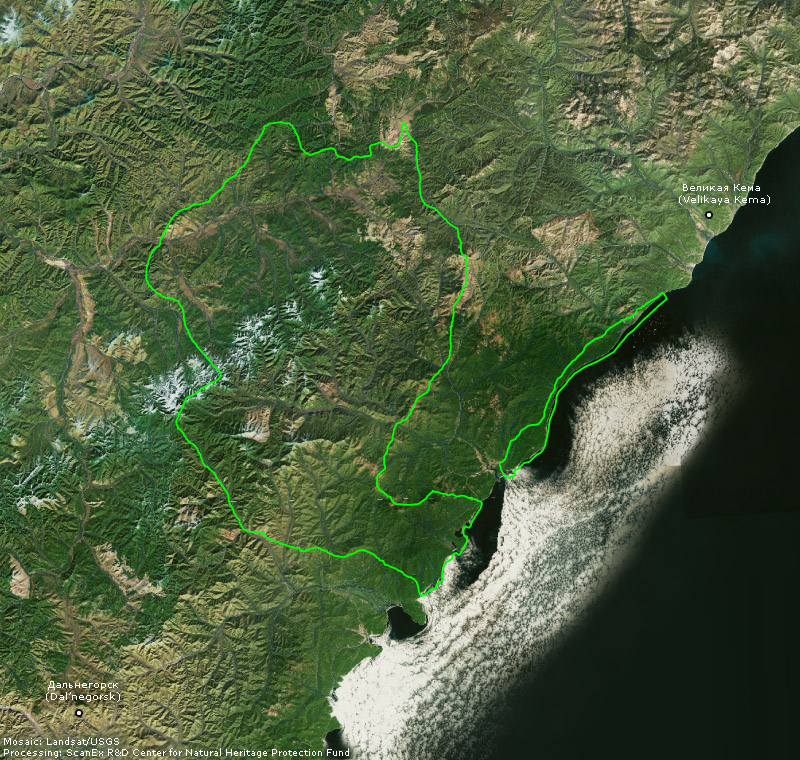 Великая Кема
(Velikaya Kema)
Дальнегорск
(Dal'negorsk)
Mosaic: Landsat/USGS
Processing: ScanEx R&D Center for Natural Heritage Protection Fund